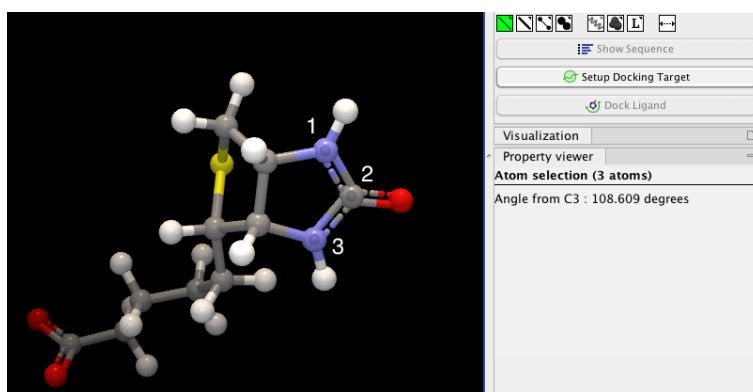 L
Show Sequence
Setup Docking Target
Dock Ligand
Visualization
Property viewer
Atom selection (3 atoms)
Angle from C3 : 108.609 degrees
1
2
3